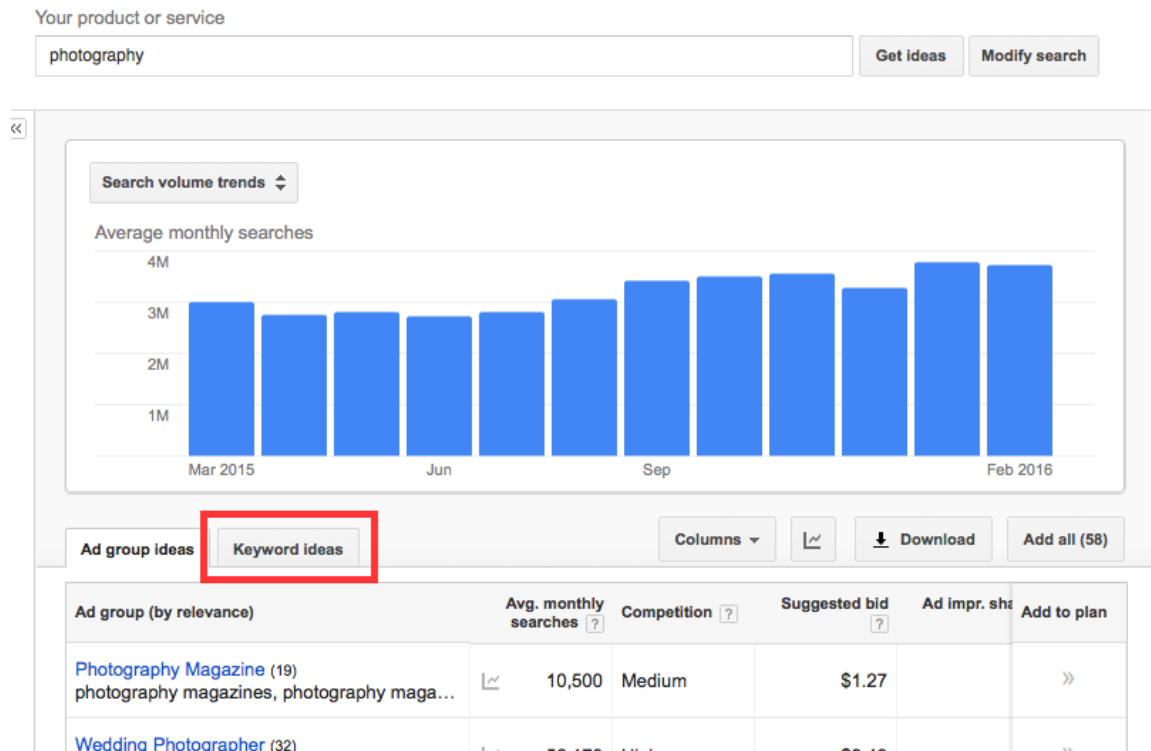 Your product or service
photography
Get ideas
Modify search
Search volume trends
Average monthly searches
4M
3M
2M
1M
Mar 2015
Jun
Sep
Feb 2016
Ad group ideas
Keyword ideas
Columns
Download
Add all (58)
Ad group (by relevance)
Avg. monthly
searches ?
Competition ?
Suggested bid
?
Ad impr. sha
Add to plan
Photography Magazine (19)
photography magazines, photography maga...
10,500
Medium
$1.27
Wedding Photographer (32)